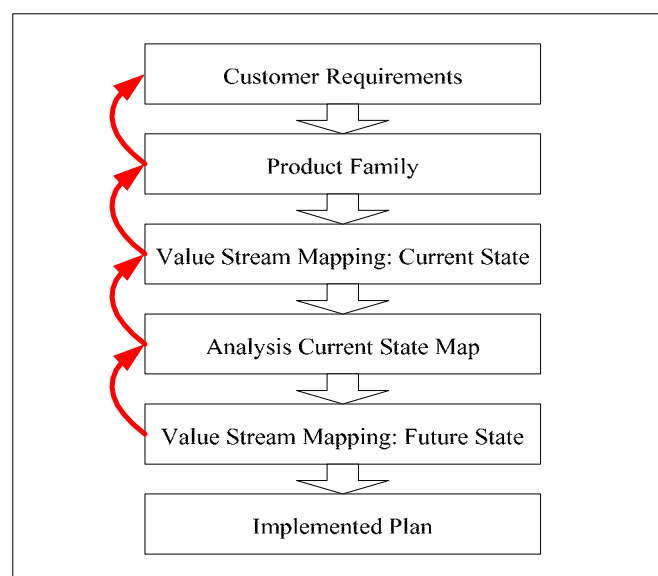 Customer Requirements
Product Family
Value Stream Mapping: Current State
Analysis Current State Map
Value Stream Mapping: Future State
Implemented Plan